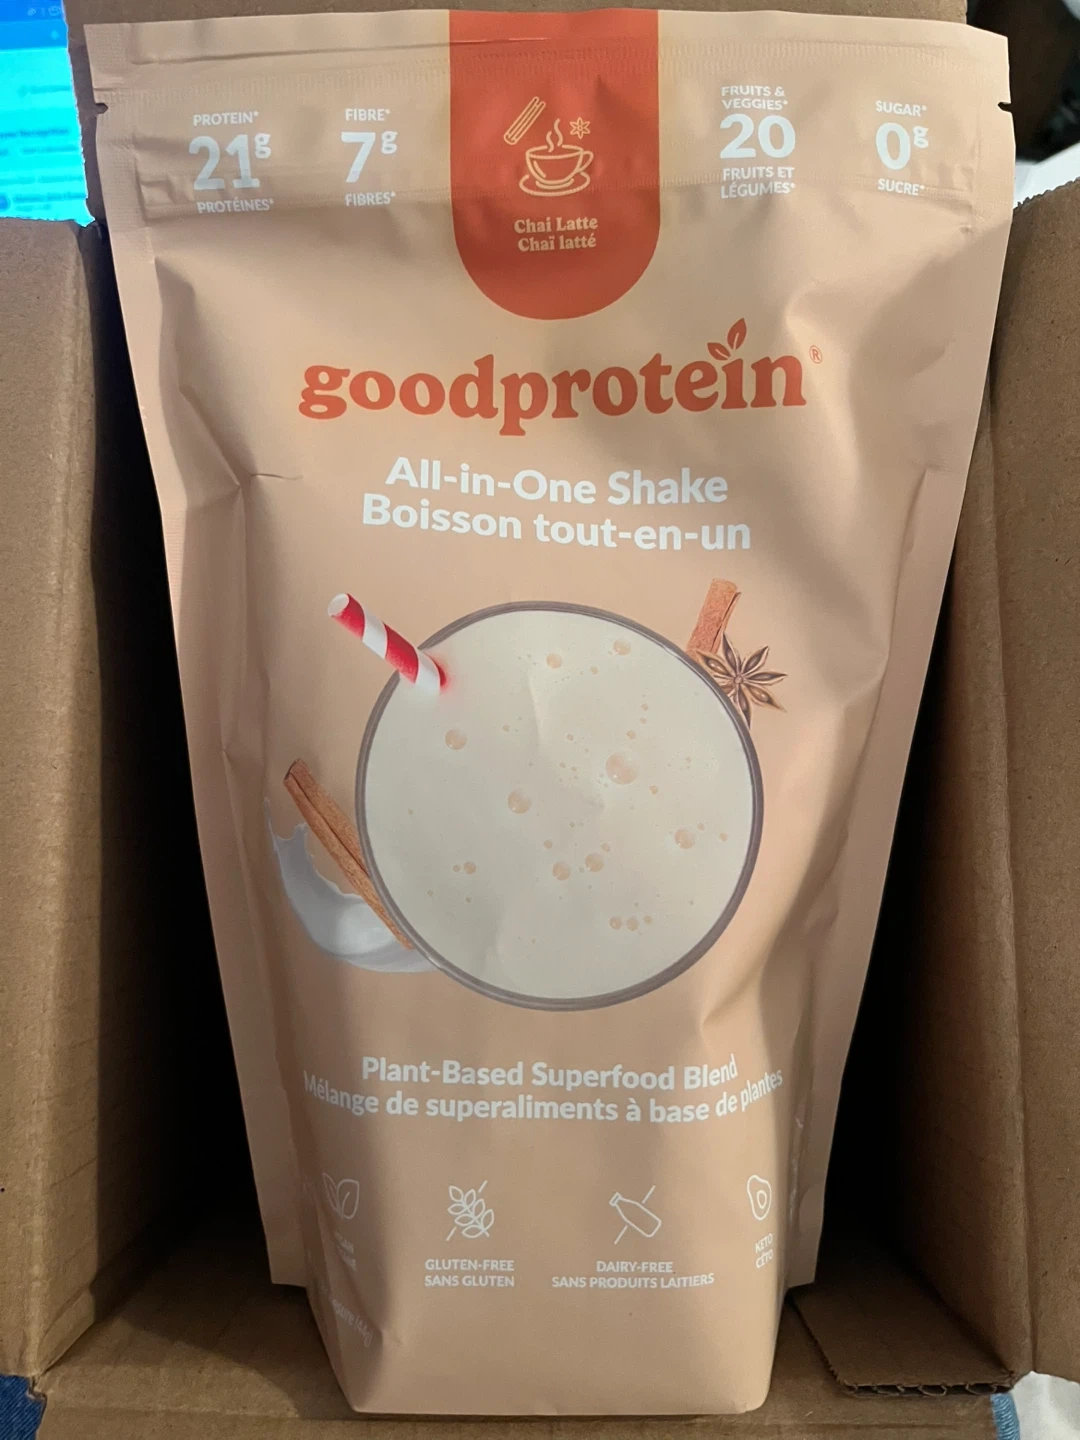 PROTEIN*
21g
PROTÉINES*
FIBRE*
7g
FIBRES*
Chai Latte
Chaï latté
FRUITS &
VEGGIES*
20
FRUITS ET
LÉGUMES*
SUGAR*
0g
SUCRE*
goodprotein®
All-in-One Shake
Boisson tout-en-un
Plant-Based Superfood Blend
Mélange de superaliments à base de plantes
GLUTEN-FREE
SANS GLUTEN
DAIRY-FREE
SANS PRODUITS LAITIERS
KETO
CÉTO